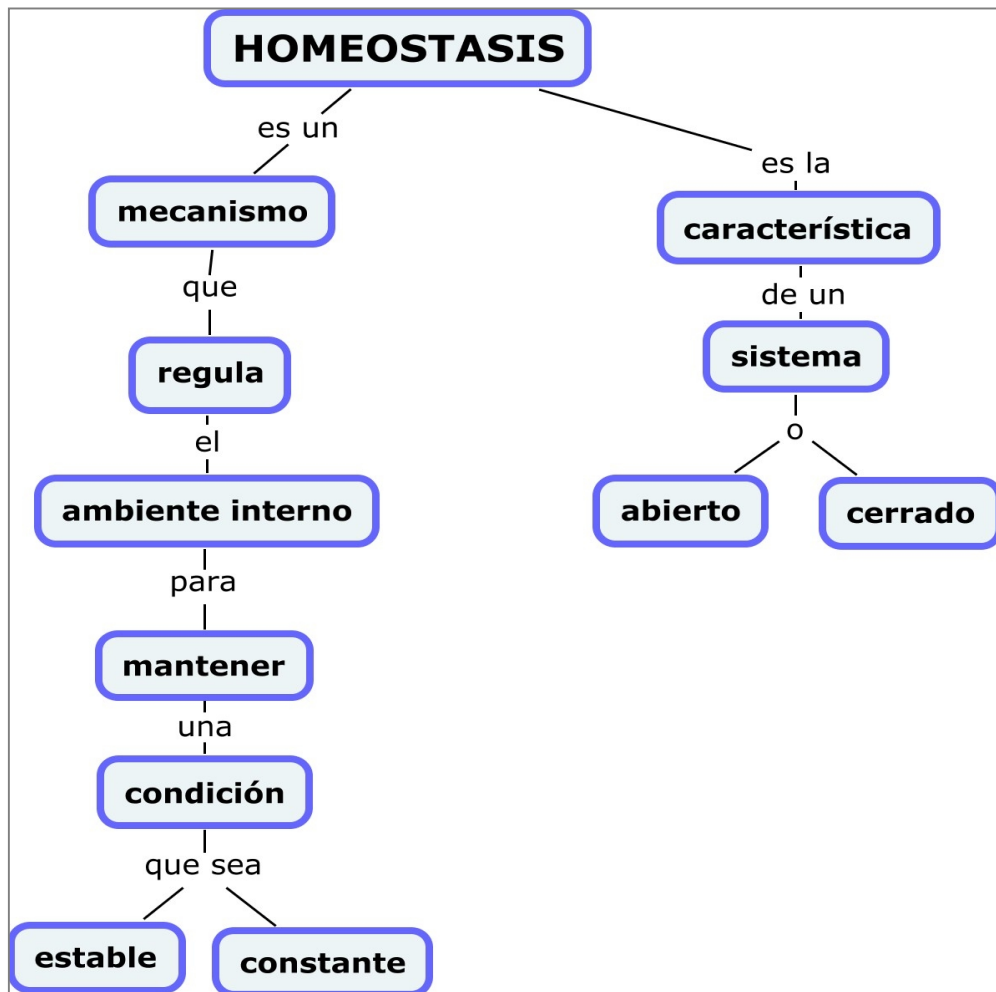 HOMEOSTASIS
es un
mecanismo
que
regula
el
ambiente interno
para
mantener
una
condición
que sea
estable
constante
es la
característica
de un
sistema
o
abierto
cerrado